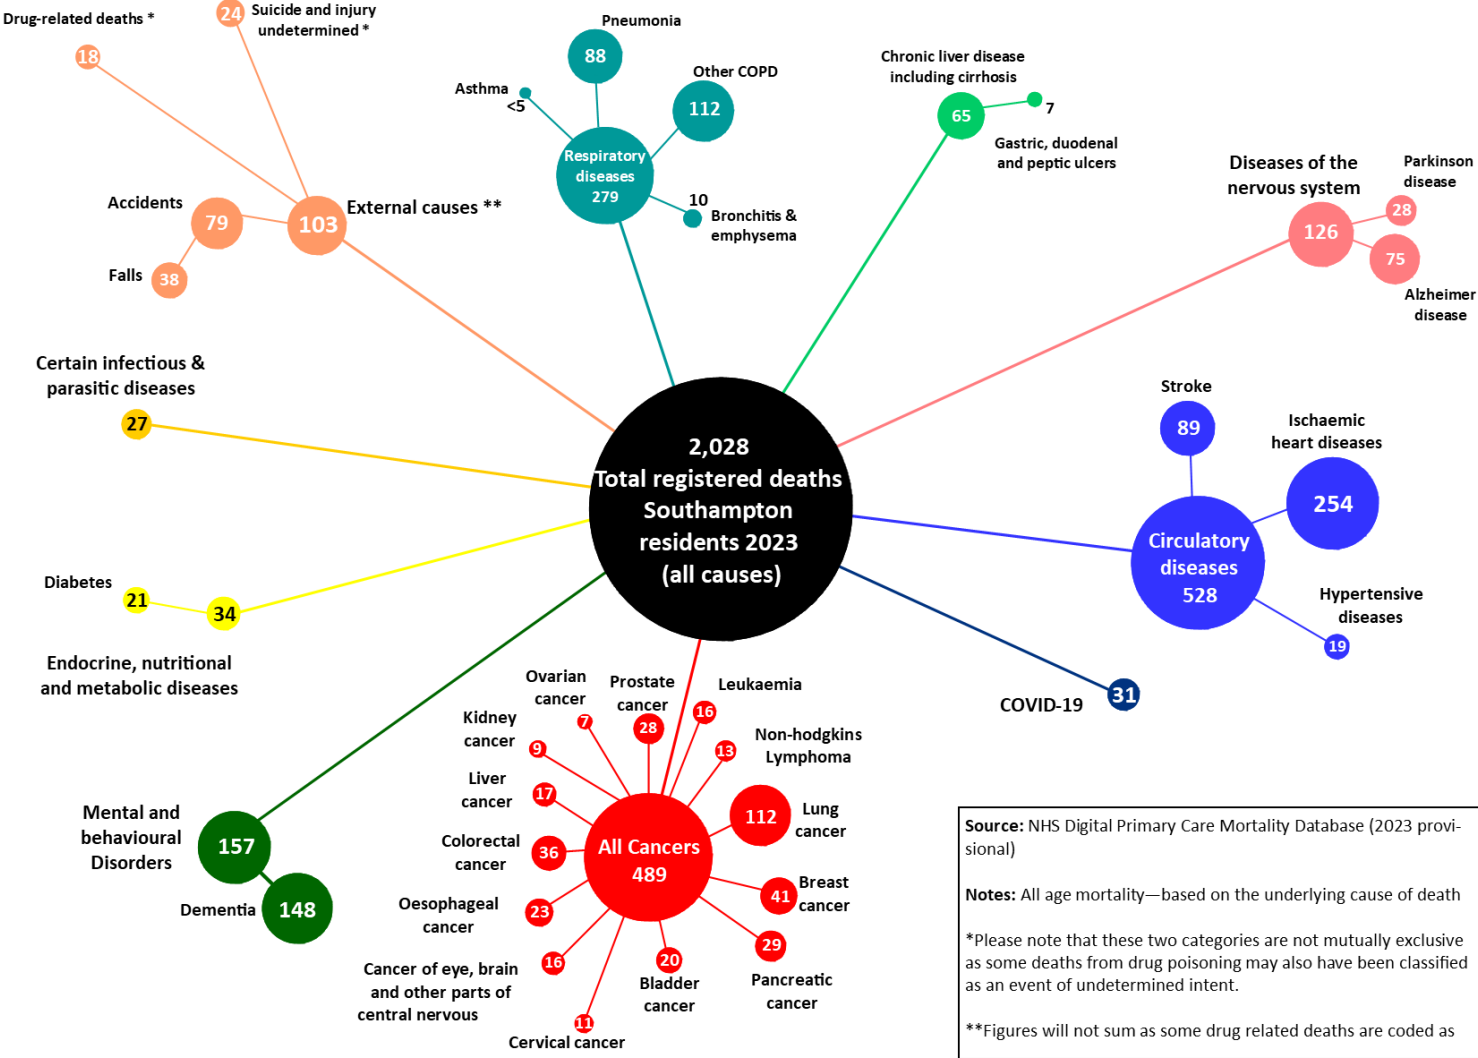 Drug-related deaths *
18
24
Suicide and injury
undetermined *
Accidents
79
Falls
38
103
External causes **
Pneumonia
88
Asthma
<5
Other COPD
112
Respiratory
diseases
279
10
Bronchitis &
emphysema
Chronic liver disease
including cirrhosis
65
7
Gastric, duodenal
and peptic ulcers
Diseases of the
nervous system
126
Parkinson
disease
28
75
Alzheimer
disease
Certain infectious &
parasitic diseases
27
2,028
Total registered deaths
Southampton
residents 2023
(all causes)
Stroke
89
Ischaemic
heart diseases
254
Circulatory
diseases
528
Hypertensive
diseases
19
Diabetes
21
34
Endocrine, nutritional
and metabolic diseases
COVID-19
31
Mental and
behavioural
Disorders
157
Dementia
148
Ovarian
cancer
7
Prostate
cancer
28
Leukaemia
16
Kidney
cancer
9
Non-hodgkins
Lymphoma
13
Liver
cancer
17
112
Lung
cancer
Colorectal
cancer
36
All Cancers
489
41
Breast
cancer
Oesophageal
cancer
23
29
Pancreatic
cancer
16
Cancer of eye, brain
and other parts of
central nervous
20
Bladder
cancer
11
Cervical cancer
Source: NHS Digital Primary Care Mortality Database (2023 provi-
sional)
Notes: All age mortality—based on the underlying cause of death
*Please note that these two categories are not mutually exclusive
as some deaths from drug poisoning may also have been classified
as an event of undetermined intent.
**Figures will not sum as some drug related deaths are coded as